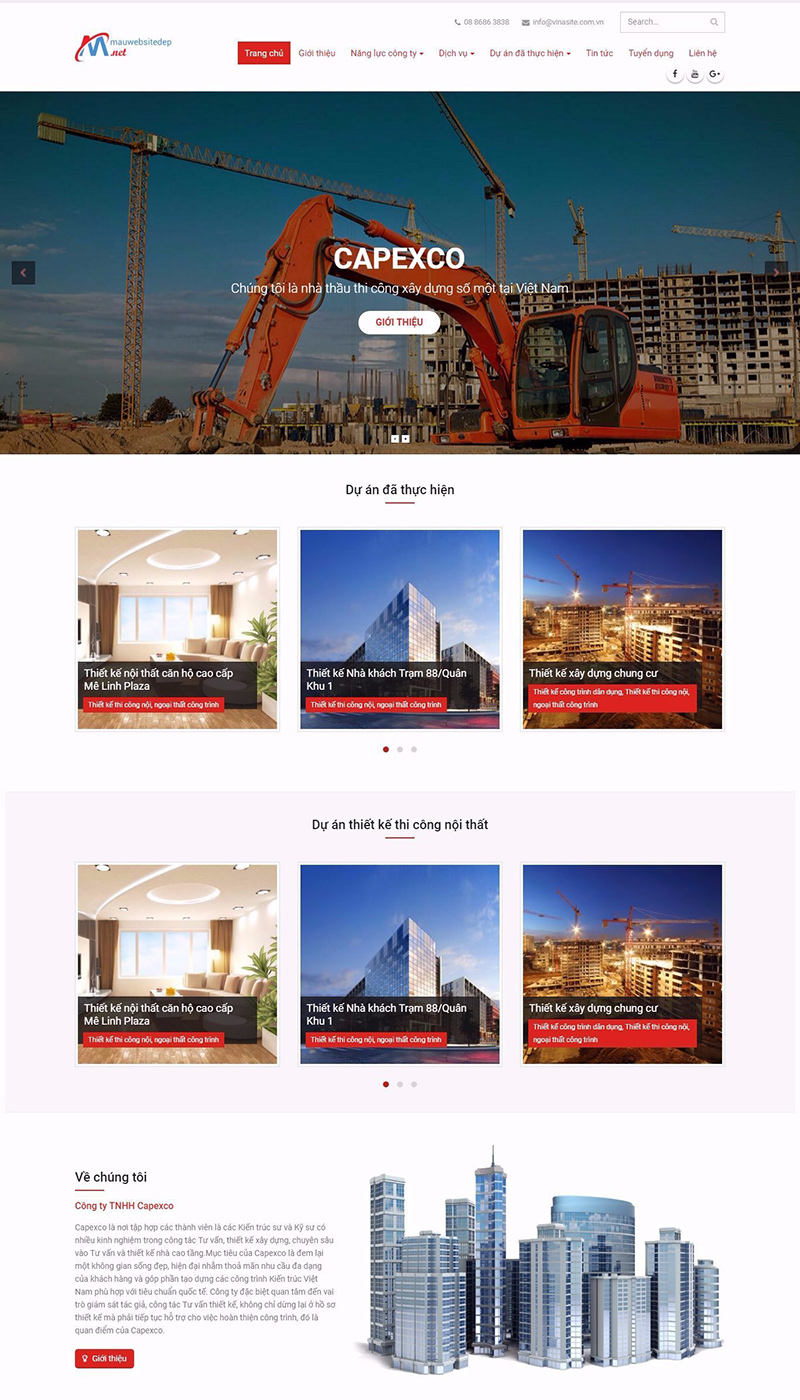 08 8686 3838 info@vinasite.com.vn Search...
mauwebsitedep
.net
Trang chủ Giới thiệu Năng lực công ty Dịch vụ Dự án đã thực hiện Tin tức Tuyển dụng Liên hệ
CAPEXCO
Chúng tôi là nhà thầu thi công xây dựng số một tại Việt Nam
GIỚI THIỆU
Dự án đã thực hiện
Thiết kế nội thất căn hộ cao cấp
Mê Linh Plaza
Thiết kế thi công nội, ngoại thất công trình
Thiết kế Nhà khách Trạm 88/Quân
Khu 1
Thiết kế thi công nội, ngoại thất công trình
Thiết kế xây dựng chung cư
Thiết kế công trình dân dụng, Thiết kế thi công nội,
ngoại thất công trình
Dự án thiết kế thi công nội thất
Thiết kế nội thất căn hộ cao cấp
Mê Linh Plaza
Thiết kế thi công nội, ngoại thất công trình
Thiết kế Nhà khách Trạm 88/Quân
Khu 1
Thiết kế thi công nội, ngoại thất công trình
Thiết kế xây dựng chung cư
Thiết kế công trình dân dụng, Thiết kế thi công nội,
ngoại thất công trình
Về chúng tôi
Công ty TNHH Capexco
Capexco là nơi tập hợp các thành viên là các Kiến trúc sư và Kỹ sư có
nhiều kinh nghiệm trong công tác Tư vấn, thiết kế xây dựng, chuyên sâu
vào Tư vấn và thiết kế nhà cao tầng.Mục tiêu của Capexco là đem lại
một không gian sống đẹp, hiện đại nhằm thoả mãn nhu cầu đa dạng
của khách hàng và góp phần tạo dựng các công trình Kiến trúc Việt
Nam phù hợp với tiêu chuẩn quốc tế. Công ty đặc biệt quan tâm đến vai
trò giám sát tác giả, công tác Tư vấn thiết kế, không chỉ dừng lại ở hồ sơ
thiết kế mà phải tiếp tục hỗ trợ cho việc hoàn thiện công trình, đó là
quan điểm của Capexco.
Giới thiệu